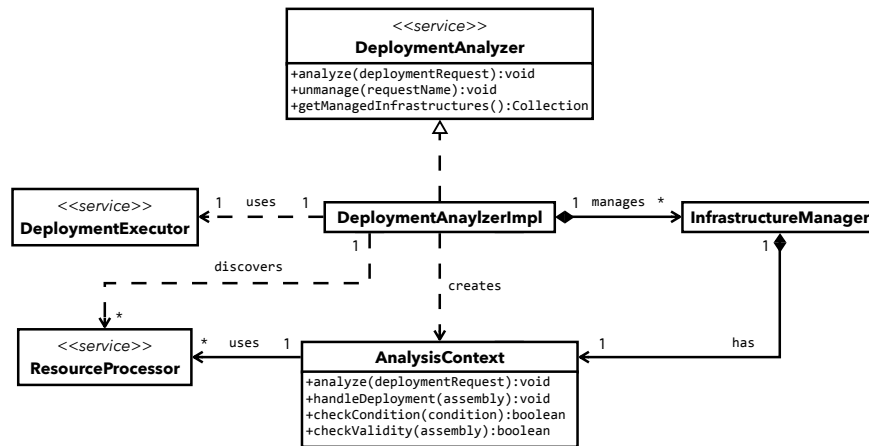 <<service>>
DeploymentAnalyzer
+analyze(deploymentRequest):void
+unmanage(requestName):void
+getManagedInfrastructures():Collection
<<service>>
DeploymentExecutor
1 uses 1
DeploymentAnaylzerImpl
1 manages *
InfrastructureManager
1
1
discovers
creates
*
<<service>>
ResourceProcessor
* uses 1
AnalysisContext
+analyze(deploymentRequest):void
+handleDeployment(assembly):void
+checkCondition(condition):boolean
+checkValidity(assembly):boolean
1 has